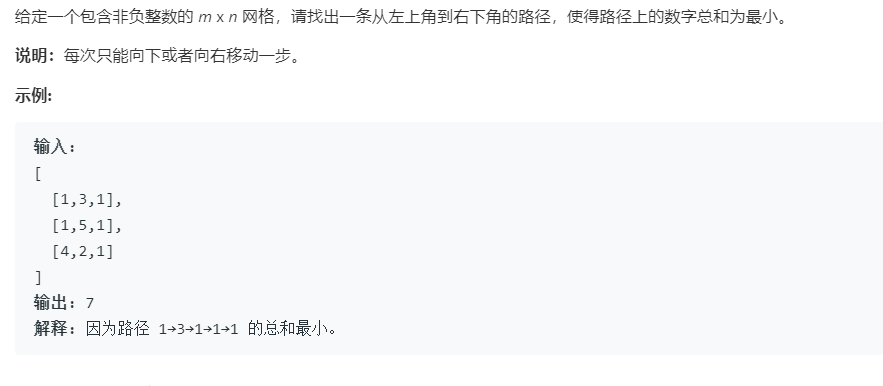 给定一个包含非负整数的 m x n 网格，请找出一条从左上角到右下角的路径，使得路径上的数字总和为最小。
说明：每次只能向下或者向右移动一步。
示例:
输入:
[
  [1,3,1],
  [1,5,1],
  [4,2,1]
]
输出: 7
解释: 因为路径 1→3→1→1→1 的总和最小。